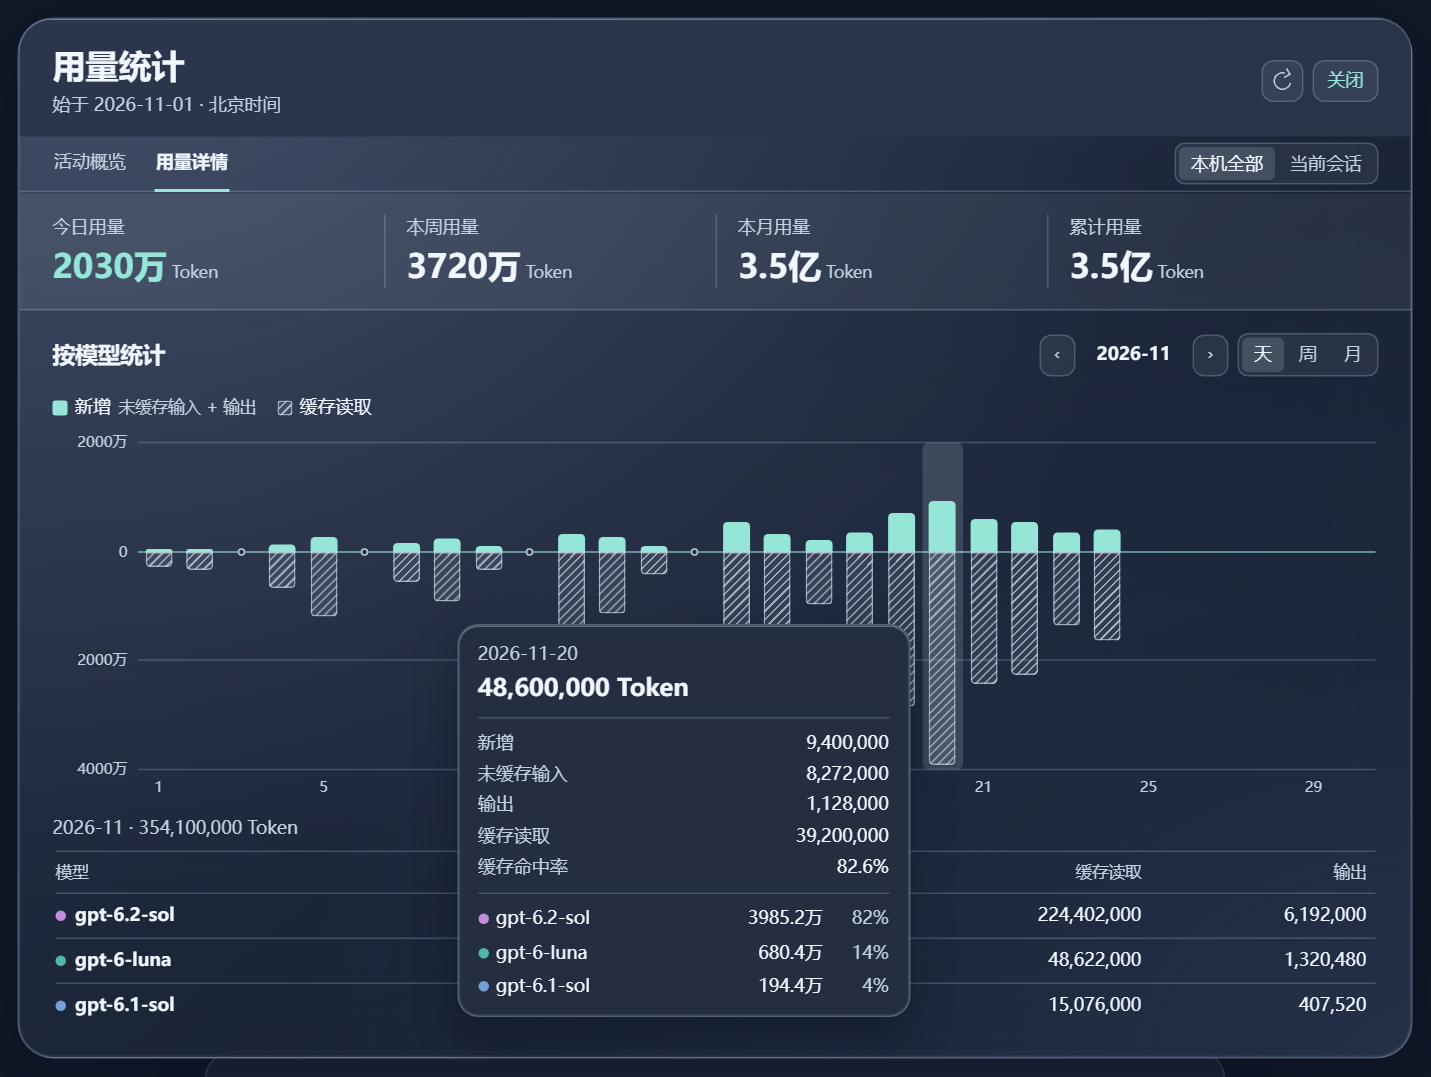 用量统计
始于 2026-11-01 · 北京时间
关闭
活动概览 用量详情
本机全部 当前会话
今日用量 本周用量 本月用量 累计用量
2030万 Token 3720万 Token 3.5亿 Token 3.5亿 Token
按模型统计
‹ 2026-11 › 天 周 月
新增 未缓存输入 + 输出 缓存读取
2000万
0
2000万
4000万
1 5 21 25 29
2026-11-20
48,600,000 Token
新增 9,400,000
未缓存输入 8,272,000
输出 1,128,000
缓存读取 39,200,000
缓存命中率 82.6%
gpt-6.2-sol 3985.2万 82%
gpt-6-luna 680.4万 14%
gpt-6.1-sol 194.4万 4%
2026-11 · 354,100,000 Token
模型 缓存读取 输出
gpt-6.2-sol 224,402,000 6,192,000
gpt-6-luna 48,622,000 1,320,480
gpt-6.1-sol 15,076,000 407,520